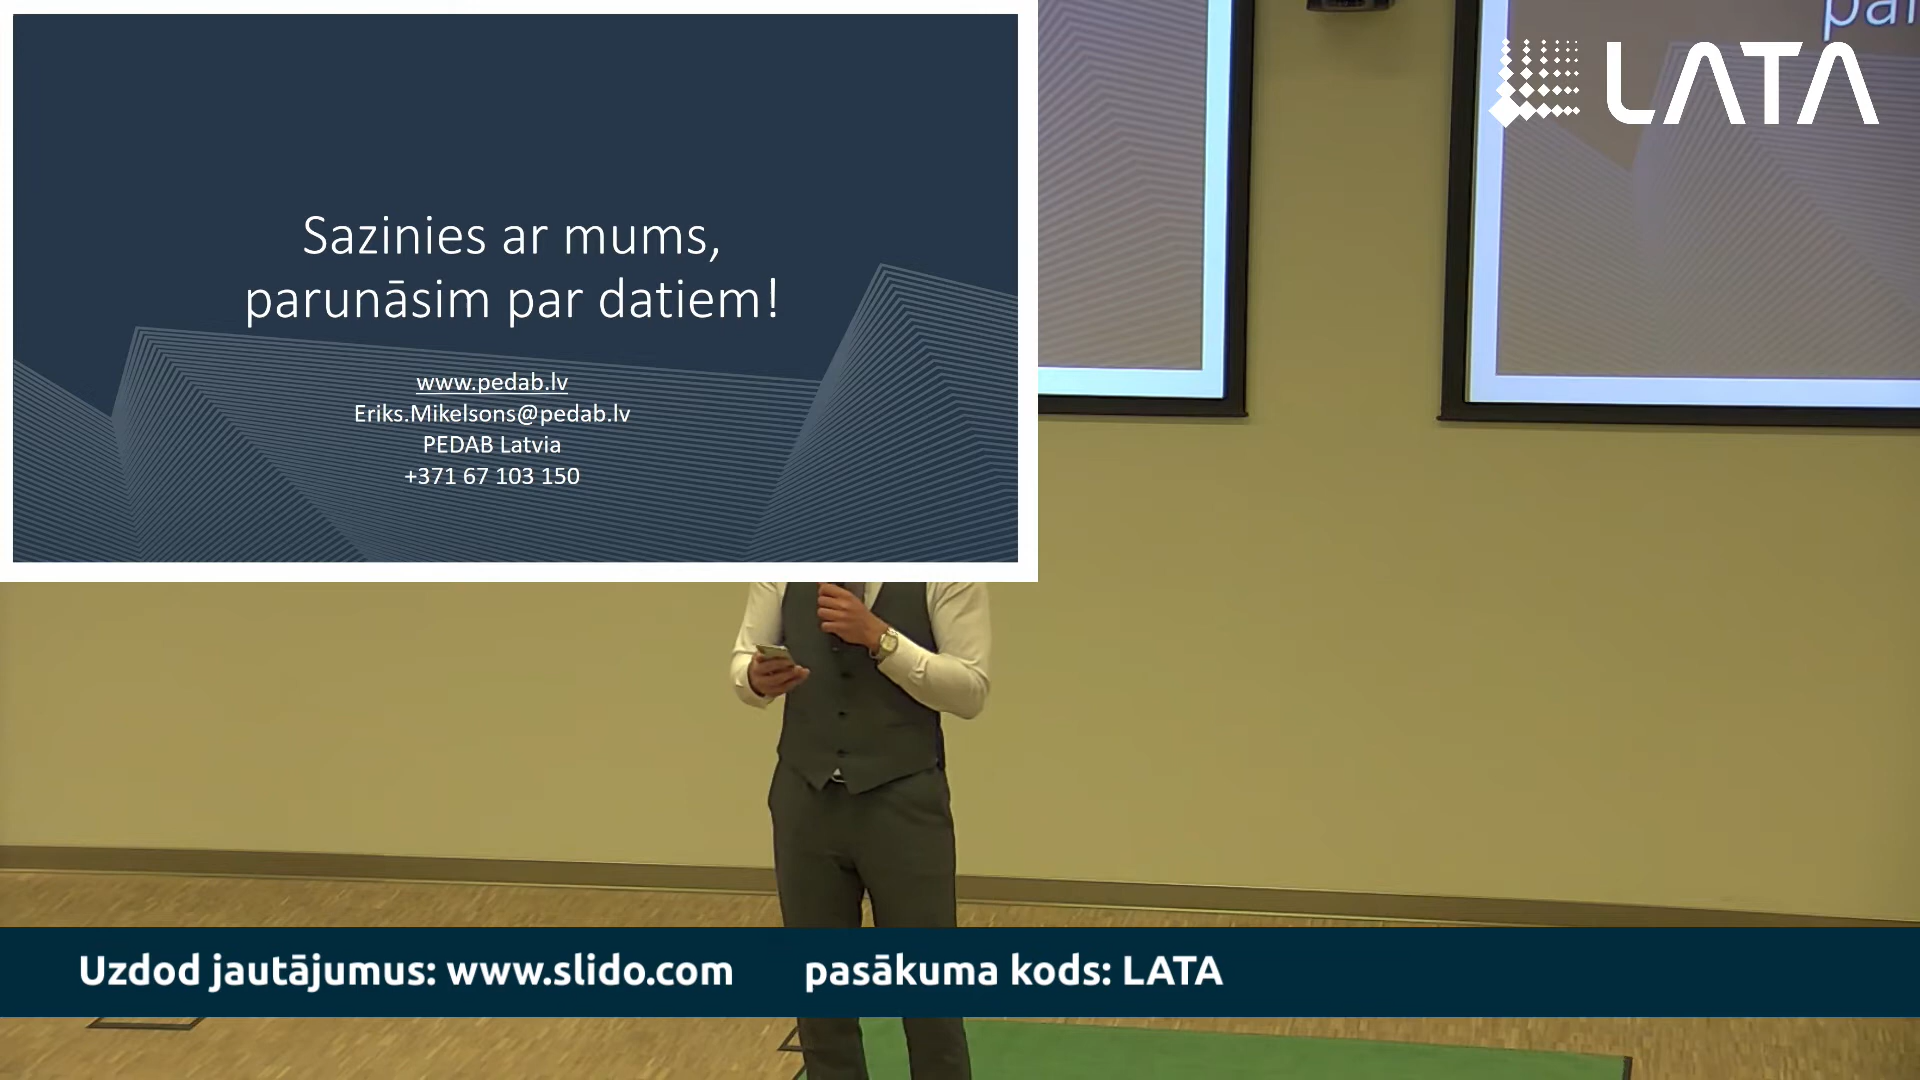 Sazinies ar mums,
parunāsim par datiem!
www.pedab.lv
Eriks.Mikelsons@pedab.lv
PEDAB Latvia
+371 67 103 150
LATA
Uzdod jautājumus: www.slido.com pasākuma kods: LATA